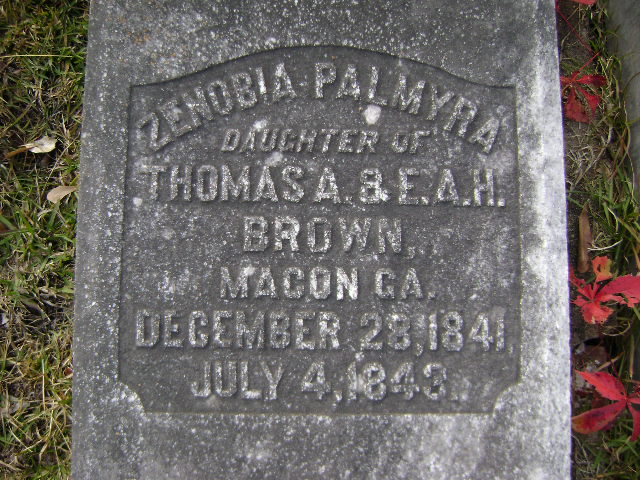 ZENOBIA PALMYRA
DAUGHTER OF
THOMAS A. & E.A.H.
BROWN,
MACON GA.
DECEMBER 28, 1841,
JULY 4, 1843.